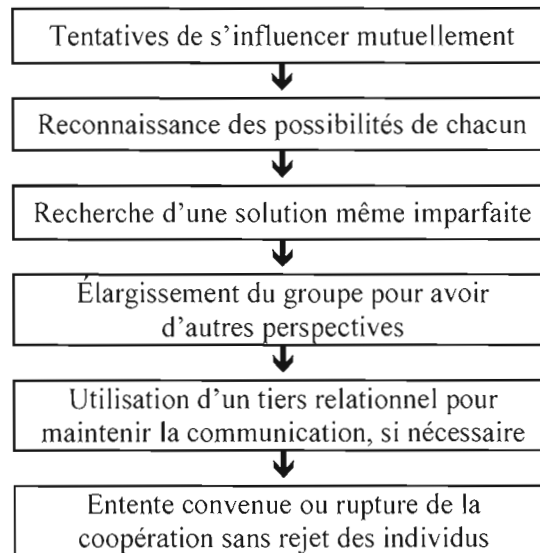 Tentatives de s'influencer mutuellement
Reconnaissance des possibilités de chacun
Recherche d'une solution même imparfaite
Élargissement du groupe pour avoir
d'autres perspectives
Utilisation d'un tiers relationnel pour
maintenir la communication, si nécessaire
Entente convenue ou rupture de la
coopération sans rejet des individus